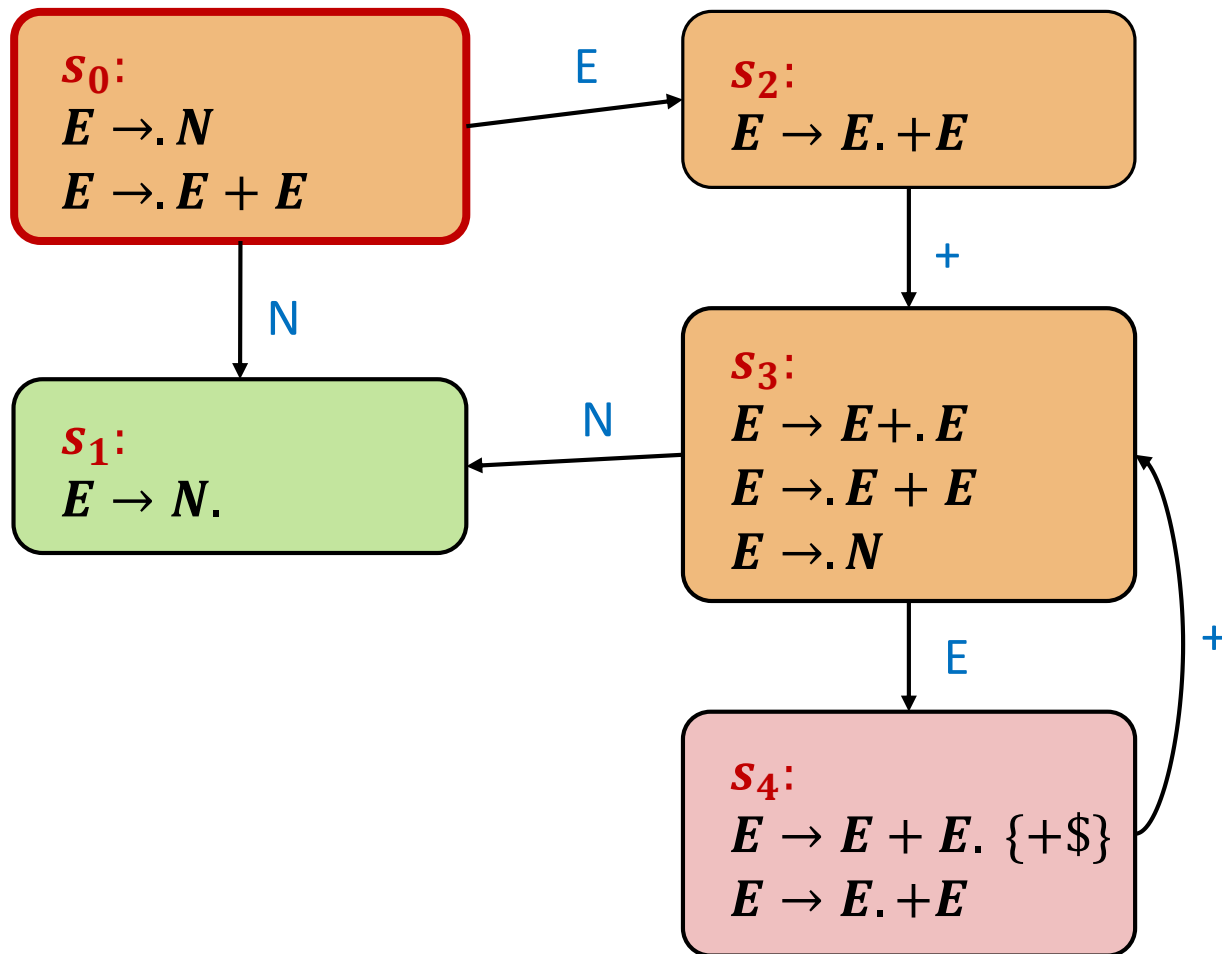 s₀:
E →. N
E →. E + E
E
s₂:
E → E. +E
+
N
s₁:
E → N.
N
s₃:
E → E+. E
E →. E + E
E →. N
E
+
s₄:
E → E + E. {+$}
E → E. +E